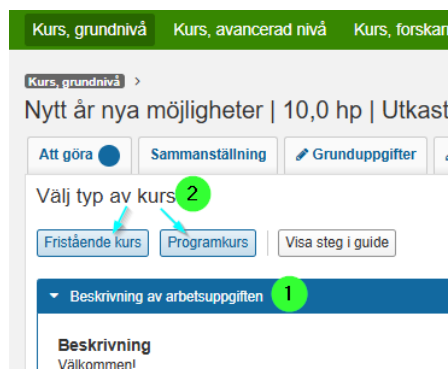 Kurs, grundnivå Kurs, avancerad nivå Kurs, forskar
Kurs, grundnivå >
Nytt år nya möjligheter | 10,0 hp | Utkast
Att göra Sammanställning Grunduppgifter
Välj typ av kurs 2
Fristående kurs Programkurs Visa steg i guide
Beskrivning av arbetsuppgiften 1
Beskrivning
Välkommen!